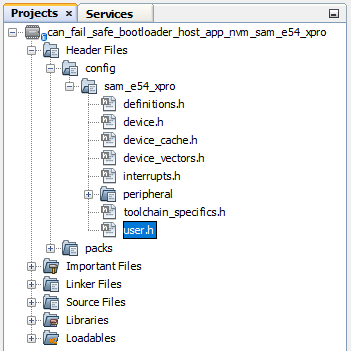 Projects Services
can_fail_safe_bootloader_host_app_nvm_sam_e54_xpro
Header Files
config
sam_e54_xpro
definitions.h
device.h
device_cache.h
device_vectors.h
interrupts.h
peripheral
toolchain_specifics.h
user.h
packs
Important Files
Linker Files
Source Files
Libraries
Loadables